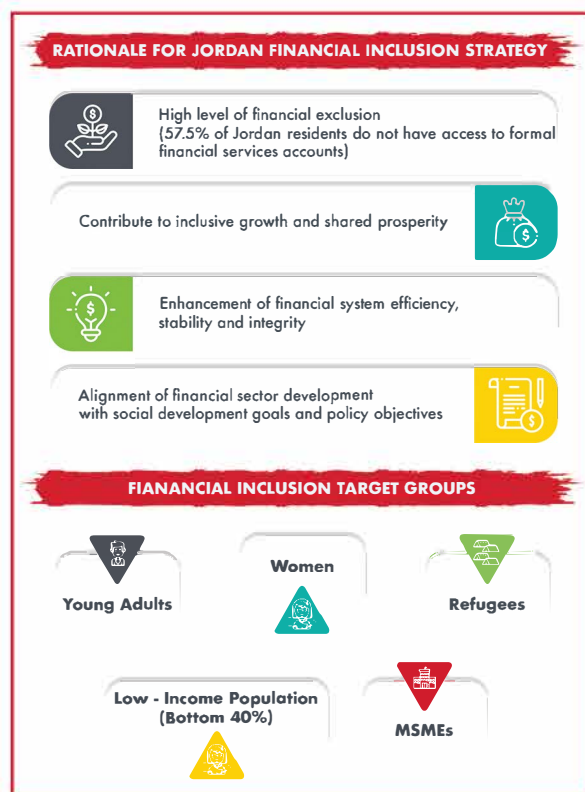 RATIONALE FOR JORDAN FINANCIAL INCLUSION STRATEGY
High level of financial exclusion
(57.5% of Jordan residents do not have access to formal
financial services accounts)
Contribute to inclusive growth and shared prosperity
Enhancement of financial system efficiency,
stability and integrity
Alignment of financial sector development
with social development goals and policy objectives
FIANANCIAL INCLUSION TARGET GROUPS
Young Adults
Women
Refugees
Low - Income Population
(Bottom 40%)
MSMEs